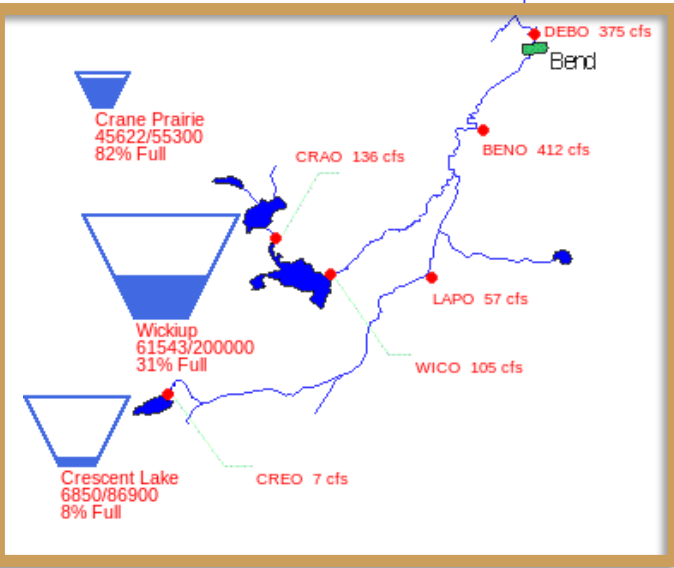 DEBO 375 cfs
Bend
Crane Prairie
45622/55300
82% Full
BENO 412 cfs
CRAO 136 cfs
LAPO 57 cfs
Wickiup
61543/200000
31% Full
WICO 105 cfs
Crescent Lake
6850/86900
8% Full
CREO 7 cfs